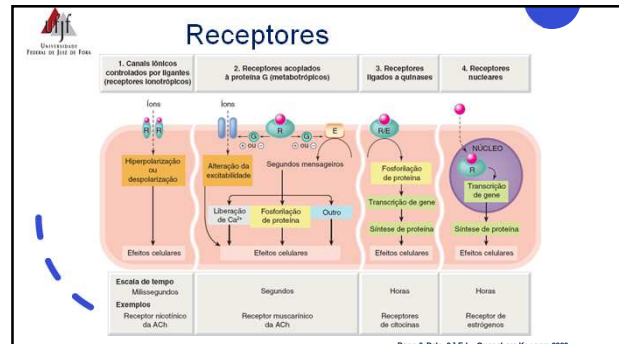 ufjf
UNIVERSIDADE
FEDERAL DE JUIZ DE FORA
Receptores
1. Canais iônicos
controlados por ligantes
(receptores ionotrópicos)
2. Receptores acoplados
à proteína G (metabotrópicos)
3. Receptores
ligados a quinases
4. Receptores
nucleares
Íons
R R
Hiperpolarização
ou
despolarização
Efeitos celulares
Íons
G R G E
+ ou − + ou −
Alteração da
excitabilidade
Segundos mensageiros
Liberação
de Ca²⁺
Fosforilação
de proteína
Outro
Efeitos celulares
R/E
Fosforilação
de proteína
Transcrição de gene
Síntese de proteína
Efeitos celulares
NÚCLEO
R
Transcrição
de gene
Síntese de proteína
Efeitos celulares
Escala de tempo
Milissegundos
Exemplos
Receptor nicotínico
da ACh
Segundos
Receptor muscarínico
da ACh
Horas
Receptores
de citocinas
Horas
Receptor de
estrógenos